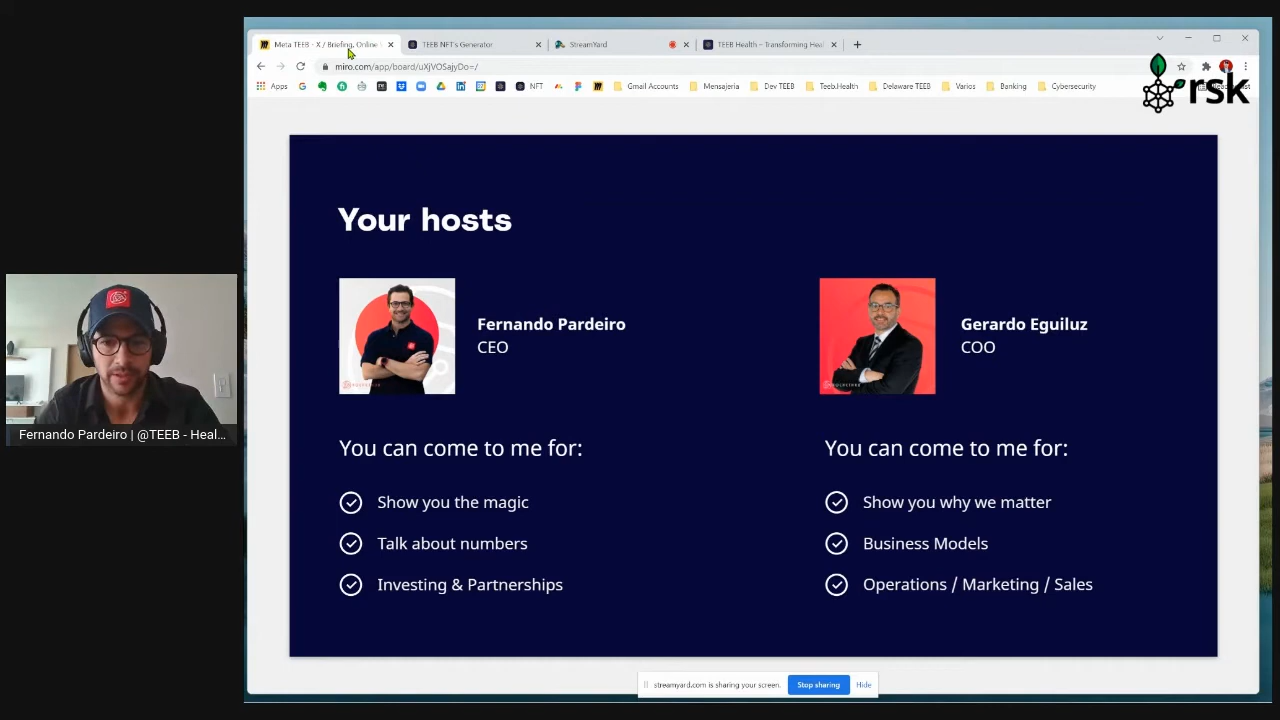 Meta TEEB - X / Briefing, Online
TEEB NFT's Generator
StreamYard
TEEB Health – Transforming Heal
miro.com/app/board/uXjVOSajyDo=/
Apps
NFT
Gmail Accounts
Mensajeria
Dev TEEB
Teeb.Health
Delaware TEEB
Varios
Banking
Cybersecurity
rsk
Your hosts
Fernando Pardeiro
CEO
Gerardo Eguiluz
COO
You can come to me for:
Show you the magic
Talk about numbers
Investing & Partnerships
You can come to me for:
Show you why we matter
Business Models
Operations / Marketing / Sales
Fernando Pardeiro | @TEEB - Heal...
streamyard.com is sharing your screen.
Stop sharing
Hide